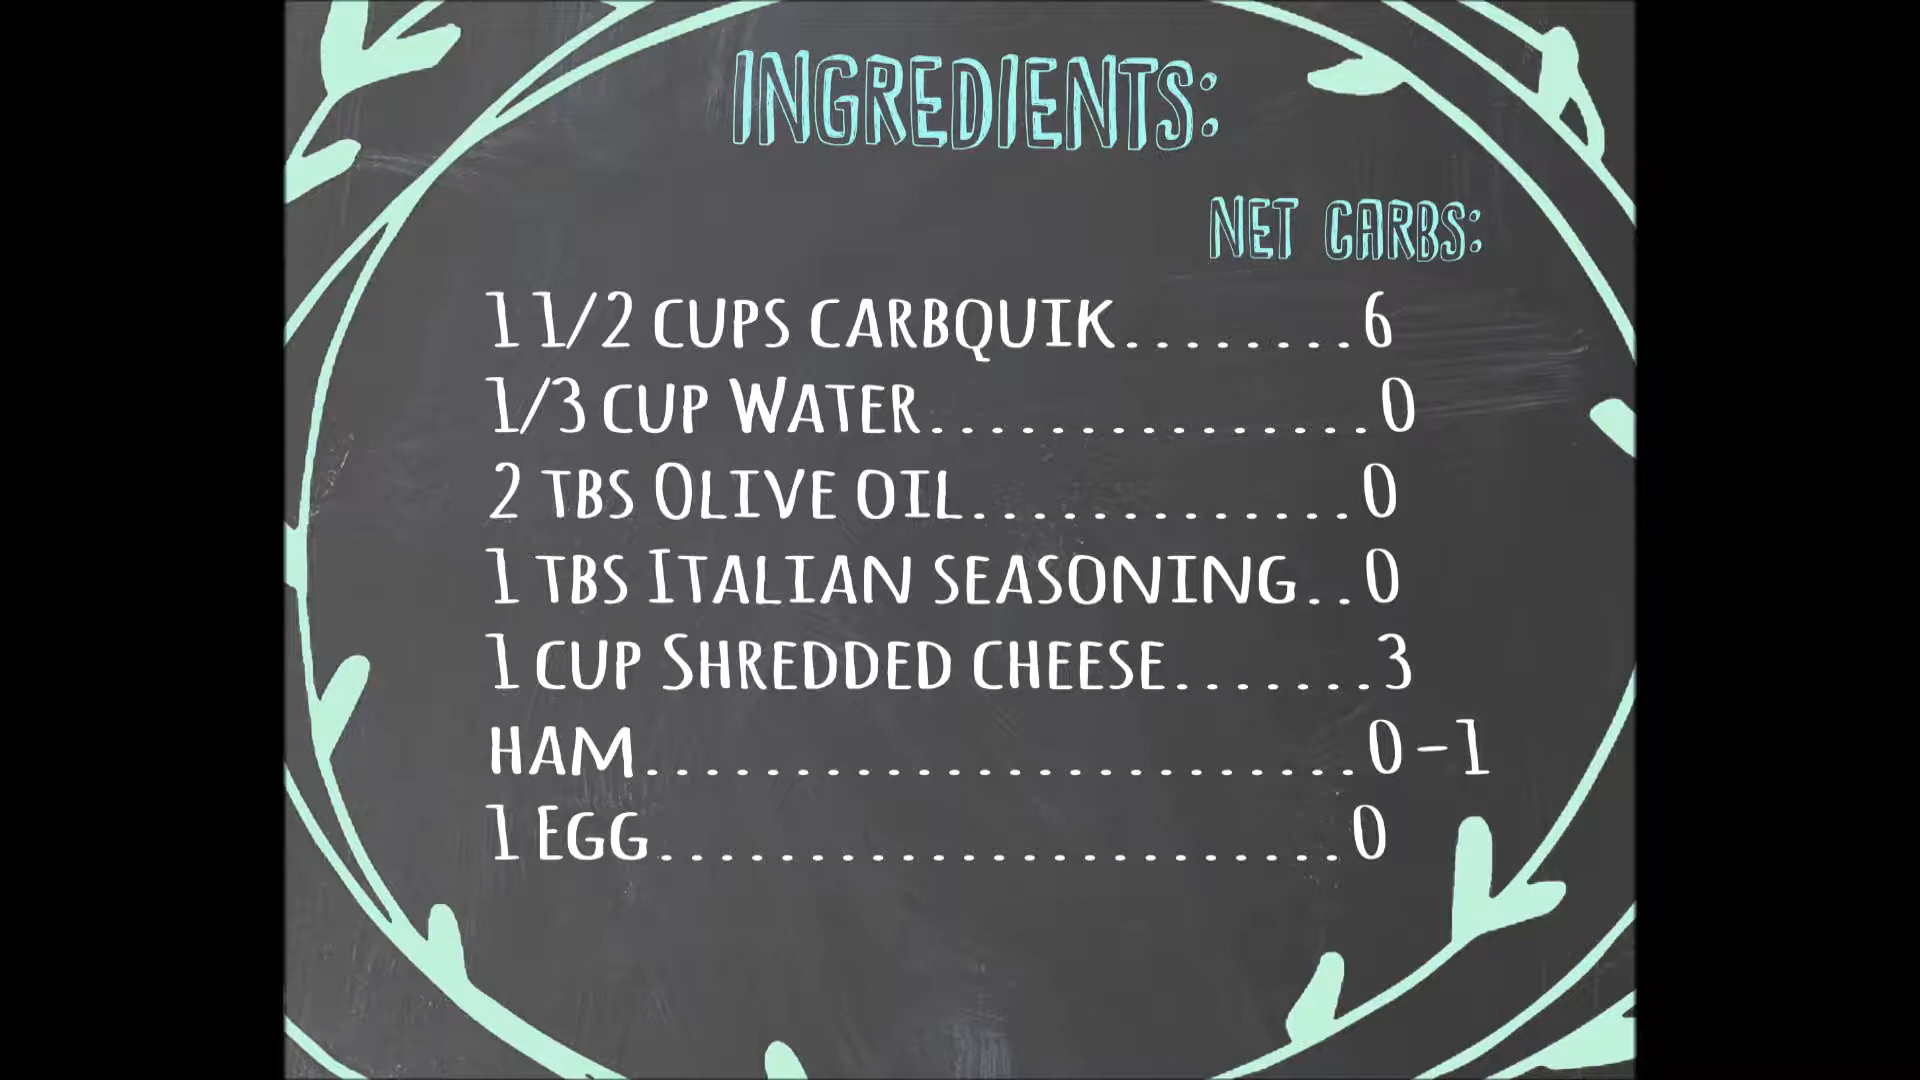 INGREDIENTS:
NET CARBS:
1 1/2 CUPS CARBQUIK........6
1/3 CUP WATER...............0
2 TBS OLIVE OIL.............0
1 TBS ITALIAN SEASONING..0
1 CUP SHREDDED CHEESE.......3
HAM........................0-1
1 EGG.......................0